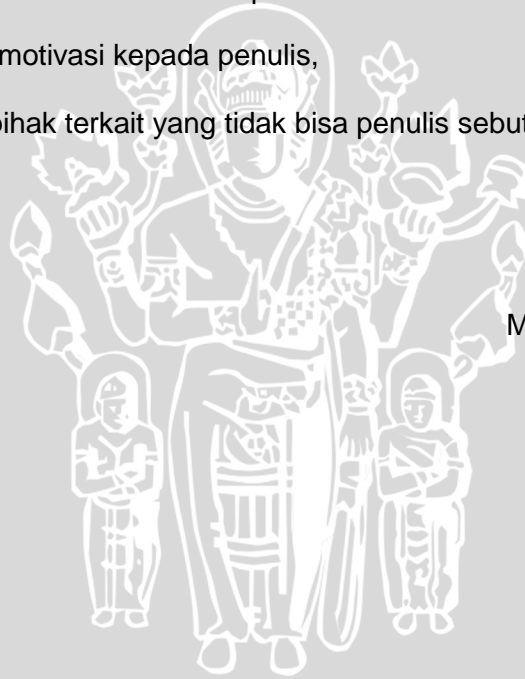 motivasi kepada penulis,
pihak terkait yang tidak bisa penulis sebut
M